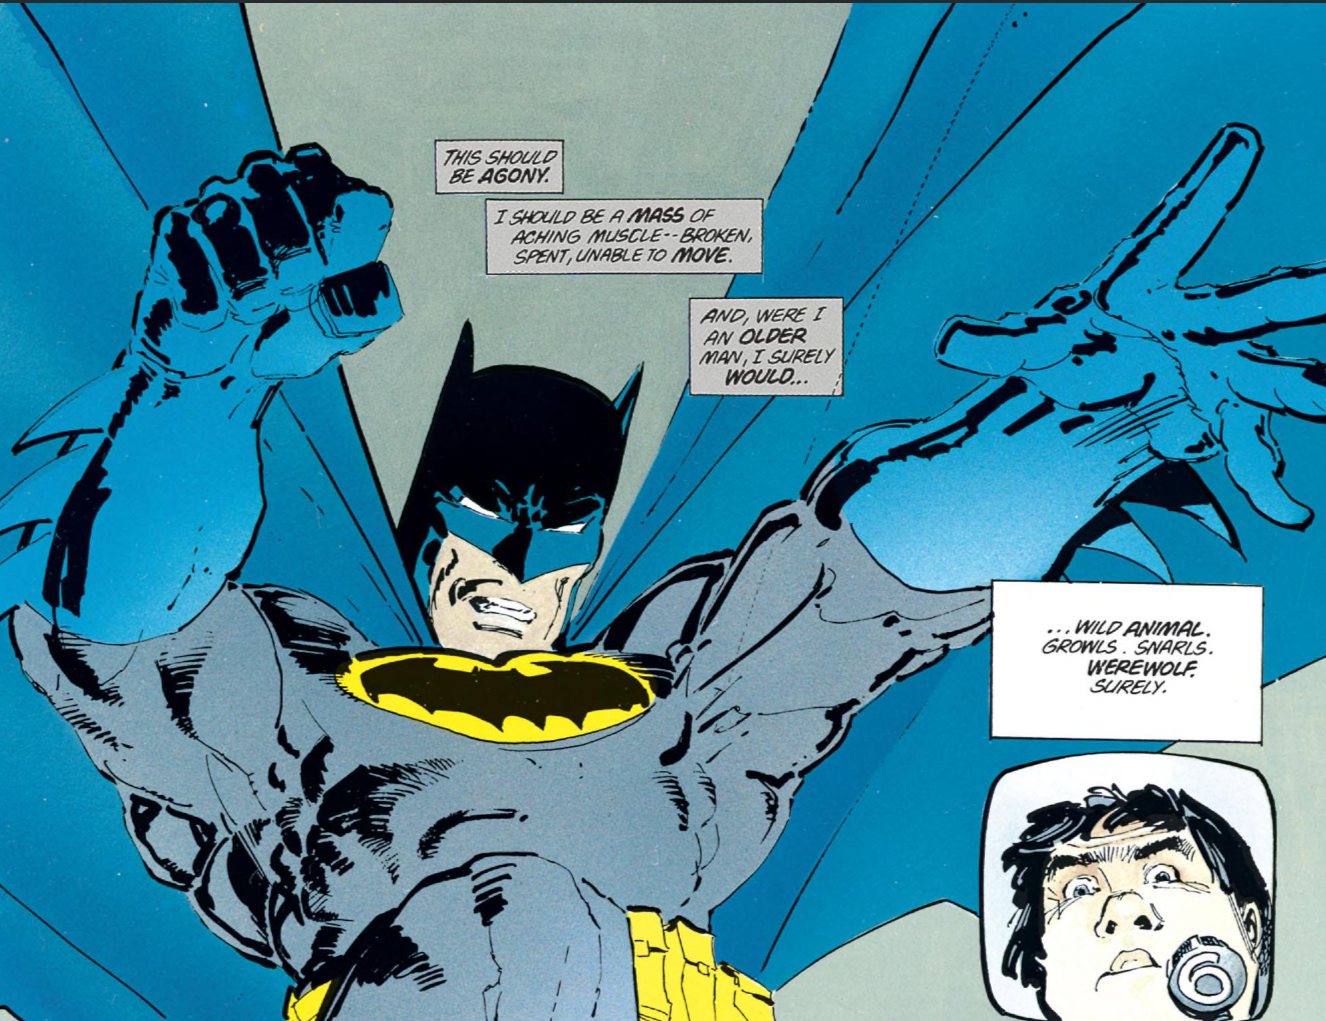 THIS SHOULD
BE AGONY.
I SHOULD BE A MASS OF
ACHING MUSCLE--BROKEN,
SPENT, UNABLE TO MOVE.
AND, WERE I
AN OLDER
MAN, I SURELY
WOULD...
...WILD ANIMAL.
GROWLS. SNARLS.
WEREWOLF.
SURELY.
6